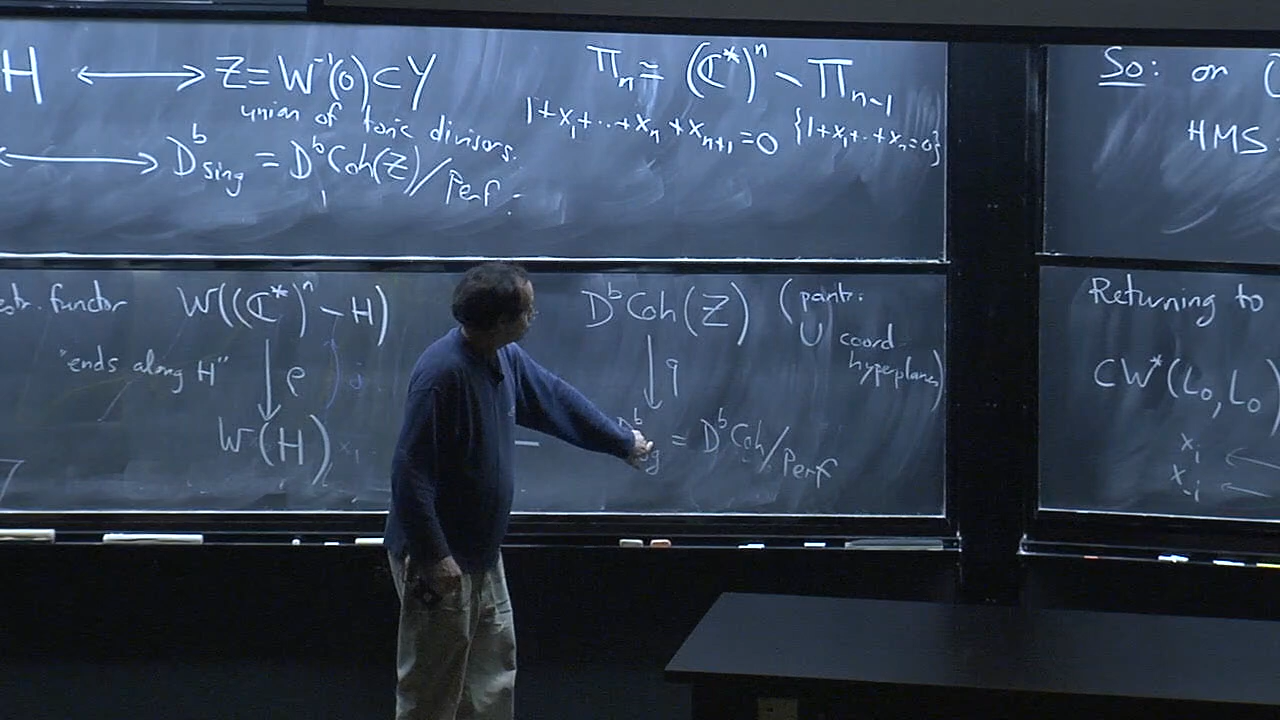 H ⟷ Z = W⁻¹(0) ⊂ Y
union of toric divisors.
⟷ D^b_sing = D^b Coh(Z) / Perf.
Π_n ≅ (ℂ*)^n − Π_{n-1}
1+x_1+..+x_n+x_{n+1}=0 {1+x_1+..+x_n=0}
So: on
HMS:
functor W((ℂ*)^n − H)
"ends along H" ↓ρ j
W(H)
D^b Coh(Z) (pants:
∪ coord
hyperplanes)
↓q
= D^b Coh / Perf
Returning to
CW*(L_0, L_0)
x_i ←
x_{-i} ←